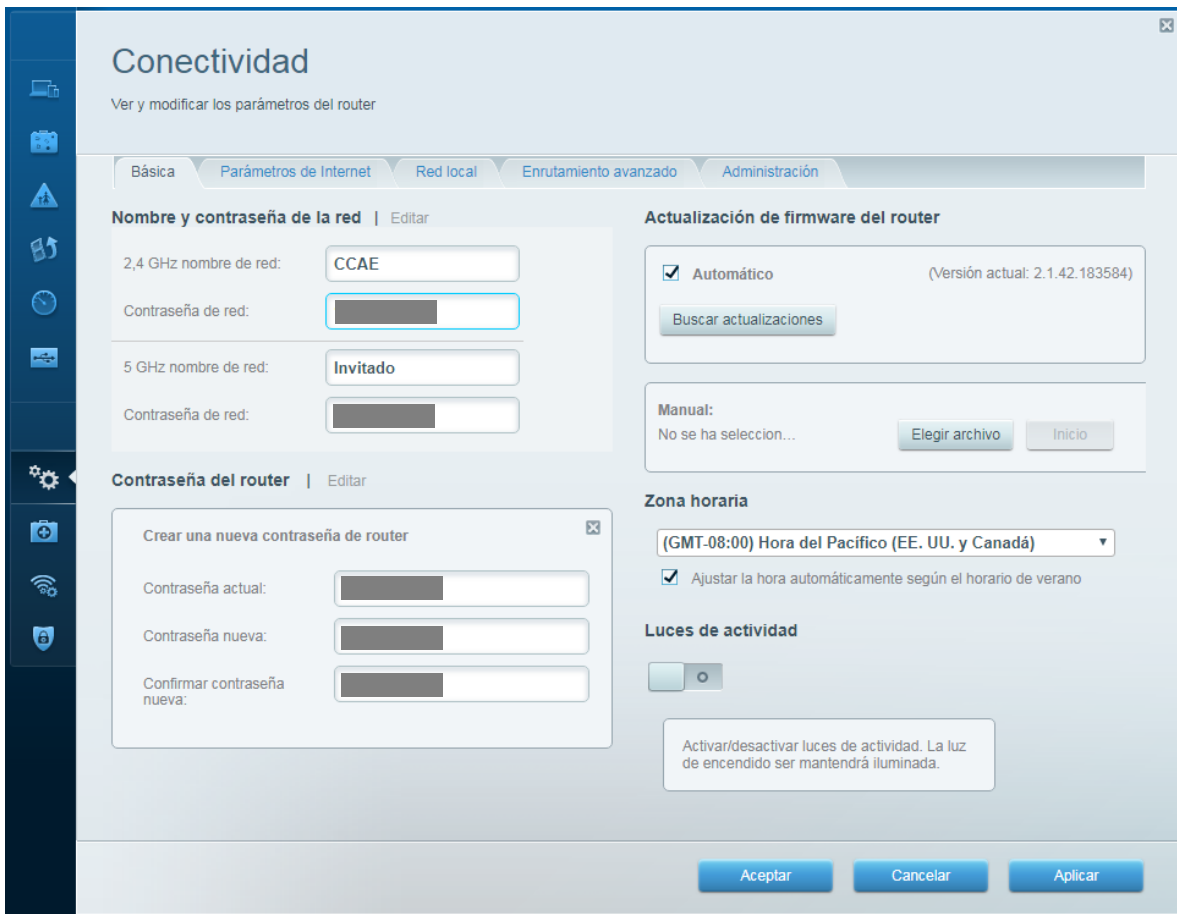 Conectividad
Ver y modificar los parámetros del router
Básica
Parámetros de Internet
Red local
Enrutamiento avanzado
Administración
Nombre y contraseña de la red | Editar
2,4 GHz nombre de red: CCAE
Contraseña de red:
5 GHz nombre de red: Invitado
Contraseña de red:
Contraseña del router | Editar
Crear una nueva contraseña de router
Contraseña actual:
Contraseña nueva:
Confirmar contraseña
nueva:
Actualización de firmware del router
Automático (Versión actual: 2.1.42.183584)
Buscar actualizaciones
Manual:
No se ha seleccion...
Elegir archivo
Inicio
Zona horaria
(GMT-08:00) Hora del Pacífico (EE. UU. y Canadá)
Ajustar la hora automáticamente según el horario de verano
Luces de actividad
Activar/desactivar luces de actividad. La luz
de encendido ser mantendrá iluminada.
Aceptar
Cancelar
Aplicar